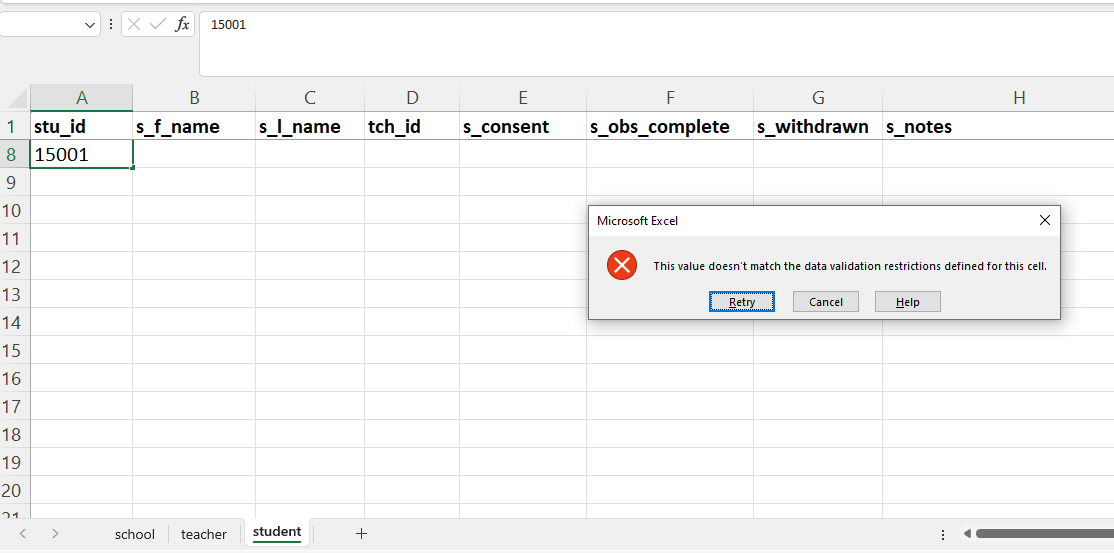 fx 15001
A B C D E F G H
1 stu_id s_f_name s_l_name tch_id s_consent s_obs_complete s_withdrawn s_notes
8 15001
9
10
11
12
13
14
15
16
17
18
19
20
21
Microsoft Excel
This value doesn't match the data validation restrictions defined for this cell.
Retry Cancel Help
school teacher student